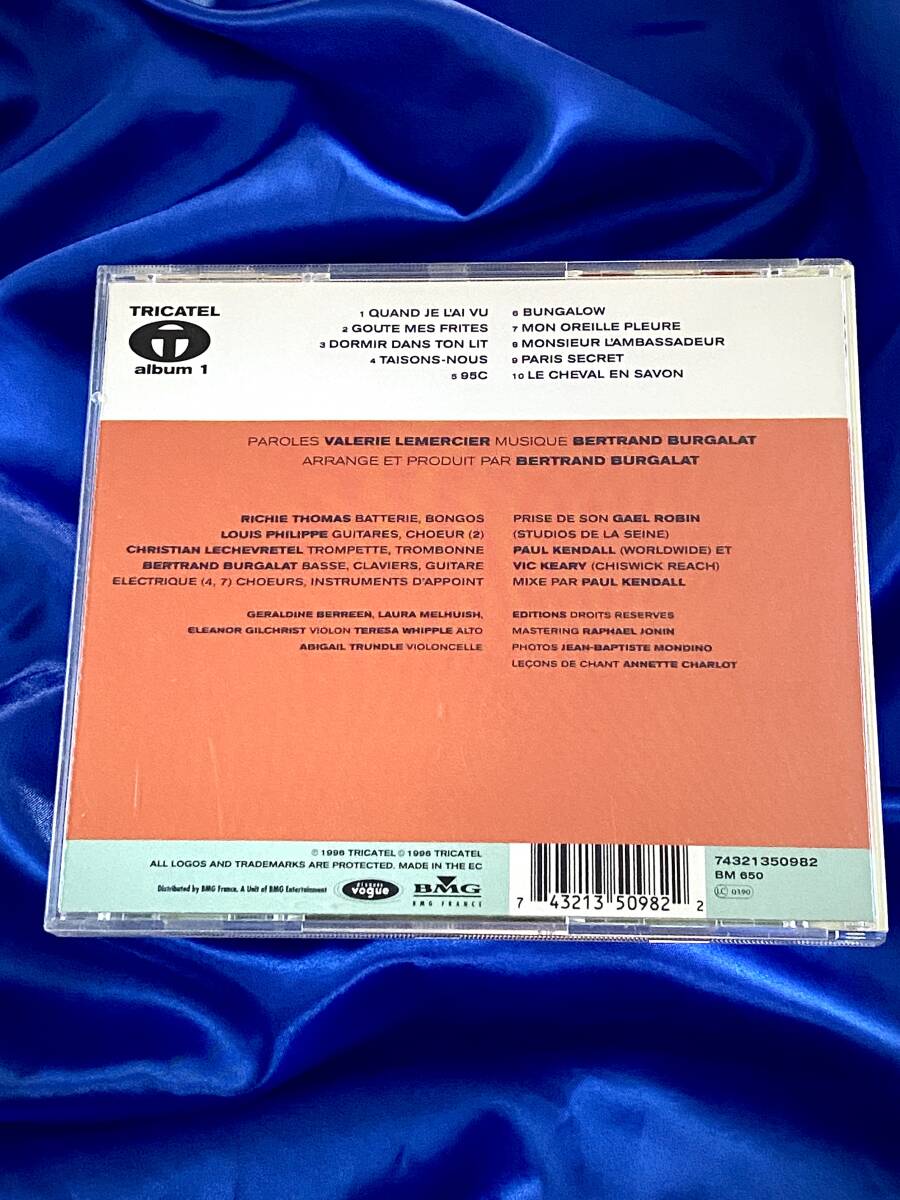 TRICATEL
T
album 1
1 QUAND JE L'AI VU
2 GOUTE MES FRITES
3 DORMIR DANS TON LIT
4 TAISONS-NOUS
5 95C
6 BUNGALOW
7 MON OREILLE PLEURE
8 MONSIEUR L'AMBASSADEUR
9 PARIS SECRET
10 LE CHEVAL EN SAVON
PAROLES VALERIE LEMERCIER MUSIQUE BERTRAND BURGALAT
ARRANGE ET PRODUIT PAR BERTRAND BURGALAT
RICHIE THOMAS BATTERIE, BONGOS
LOUIS PHILIPPE GUITARES, CHOEUR (2)
CHRISTIAN LECHEVRETEL TROMPETTE, TROMBONNE
BERTRAND BURGALAT BASSE, CLAVIERS, GUITARE
ELECTRIQUE (4, 7) CHOEURS, INSTRUMENTS D'APPOINT
GERALDINE BERREEN, LAURA MELHUISH,
ELEANOR GILCHRIST VIOLON TERESA WHIPPLE ALTO
ABIGAIL TRUNDLE VIOLONCELLE
PRISE DE SON GAEL ROBIN
(STUDIOS DE LA SEINE)
PAUL KENDALL (WORLDWIDE) ET
VIC KEARY (CHISWICK REACH)
MIXE PAR PAUL KENDALL
EDITIONS DROITS RESERVES
MASTERING RAPHAEL JONIN
PHOTOS JEAN-BAPTISTE MONDINO
LEÇONS DE CHANT ANNETTE CHARLOT
℗ 1996 TRICATEL © 1996 TRICATEL
ALL LOGOS AND TRADEMARKS ARE PROTECTED. MADE IN THE EC
Distributed by BMG France. A Unit of BMG Entertainment
disques
vogue
BMG
BMG FRANCE
7 43213 50982 2
74321350982
BM 650
LC 0190